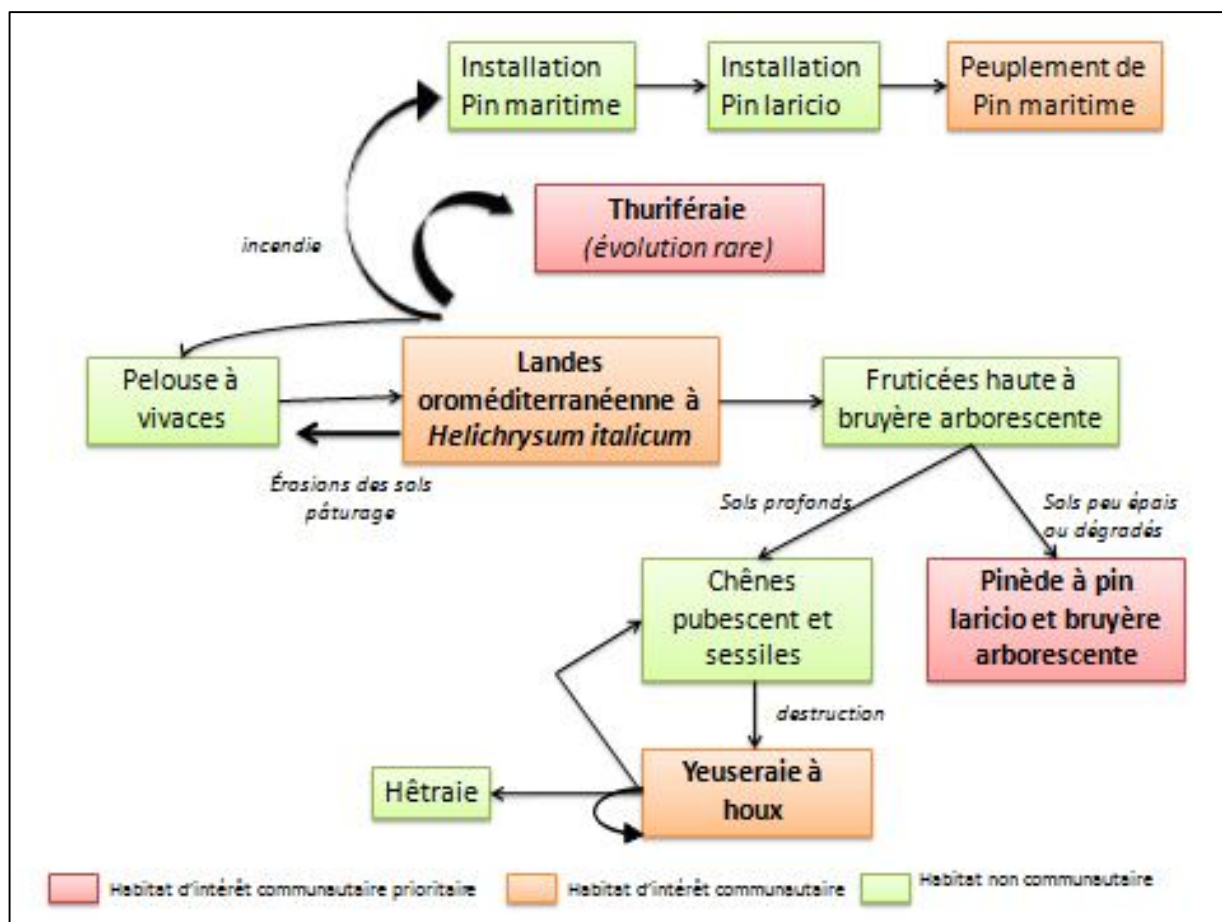 Installation
Pin maritime
Installation
Pin laricio
Peuplement de
Pin maritime
Thuriféraie
(évolution rare)
incendie
Pelouse à
vivaces
Landes
oroméditerranéenne à
Helichrysum italicum
Fruticées haute à
bruyère arborescente
Érosions des sols
pâturage
Sols profonds
Sols peu épais
ou dégradés
Chênes
pubescent et
sessiles
Pinède à pin
laricio et bruyère
arborescente
destruction
Hêtraie
Yeuseraie à
houx
Habitat d'intérêt communautaire prioritaire
Habitat d'intérêt communautaire
Habitat non communautaire